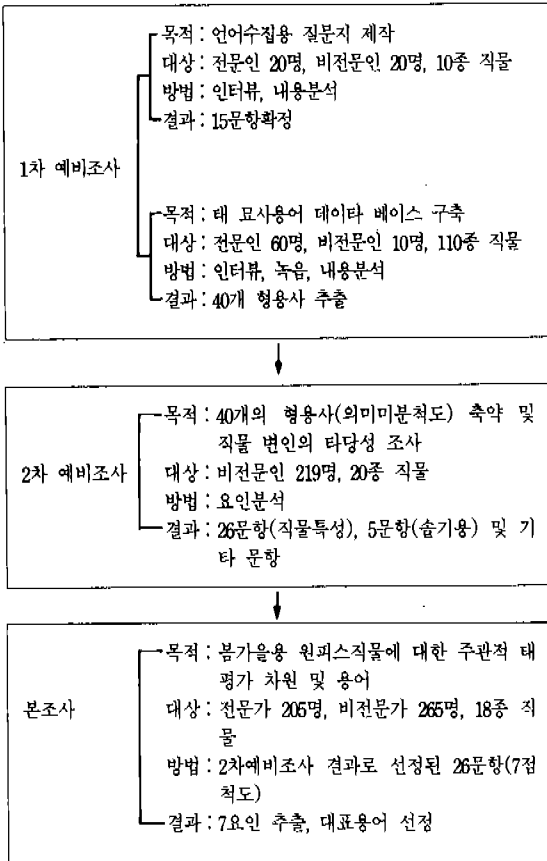 목적 : 언어수집용 질분지 제작
대상 : 전문인 20명, 비전문인 20명, 10종 직물
방법 : 인터뷰, 내용분석
결과 : 15문항확정
1차 예비조사
목적 : 태 묘사용어 데이타 베이스 구축
대상 : 전문인 60명, 비전문인 10명, 110종 직물
방법 : 인터뷰, 녹음, 내용분석
결과 : 40개 형용사 추출
목적 : 40개의 형용사(의미미분척도) 축약 및
직물 변인의 타당성 조사
2차 예비조사
대상 : 비전문인 219명, 20종 직물
방법 : 요인분석
결과 : 26문항(직물특성), 5문항(솔기용) 및 기
타 문항
목적 : 봄가을용 원피스직물에 대한 주관적 태
평가 차원 및 용어
본조사
대상 : 전문가 205명, 비전문가 265명, 18종 직
물
방법 : 2차예비조사 결과로 선정된 26문항(7점
척도)
결과 : 7요인 추출, 대표용어 선정